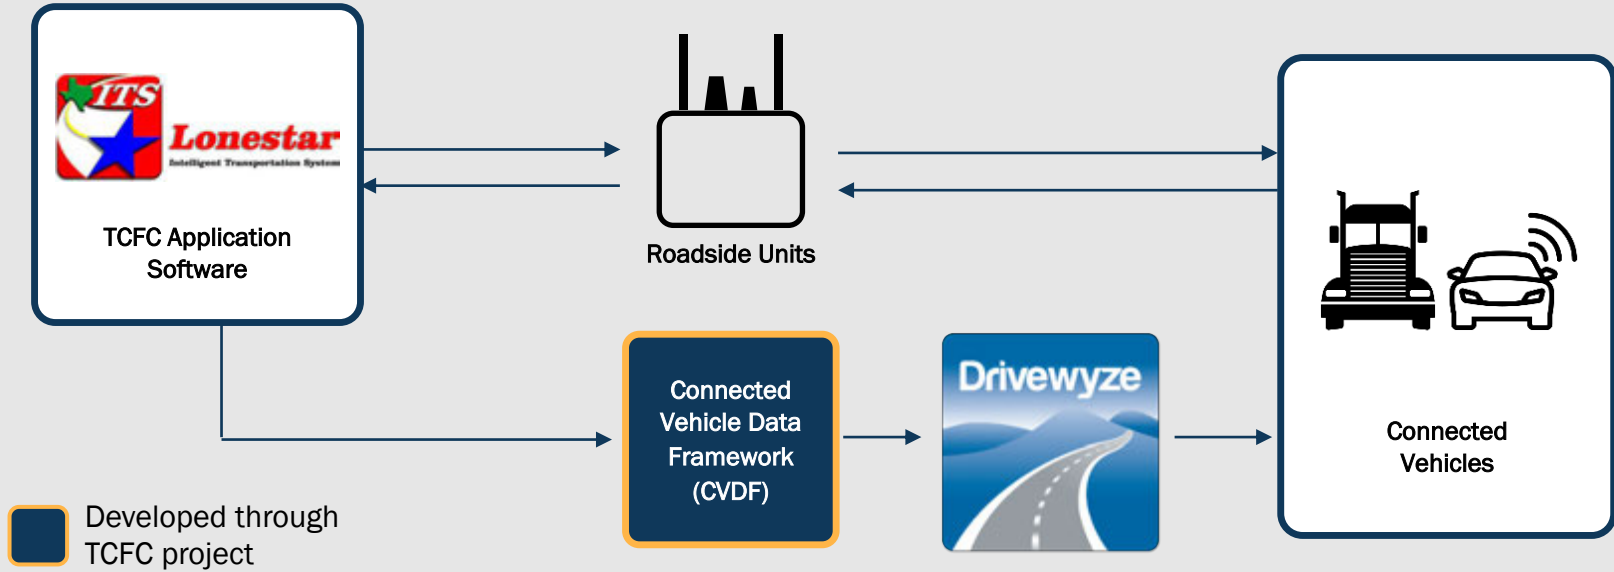 ITS
Lonestar
Intelligent Transportation System
TCFC Application
Software
Roadside Units
Connected
Vehicle Data
Framework
(CVDF)
Drivewyze
Connected
Vehicles
Developed through
TCFC project